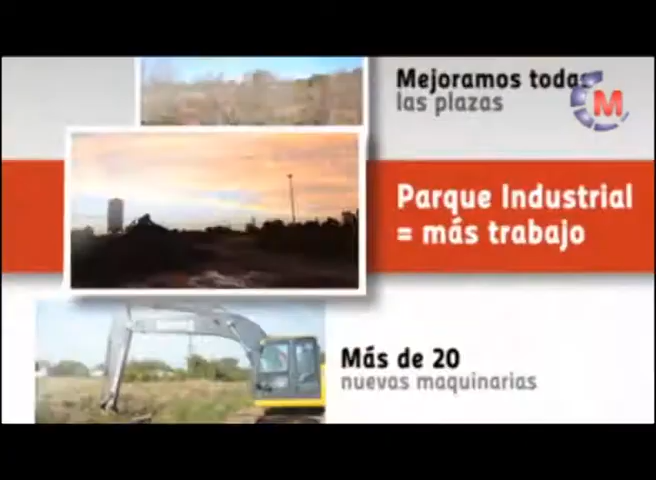 Mejoramos todas
las plazas
M
Parque Industrial
= más trabajo
Más de 20
nuevas maquinarias